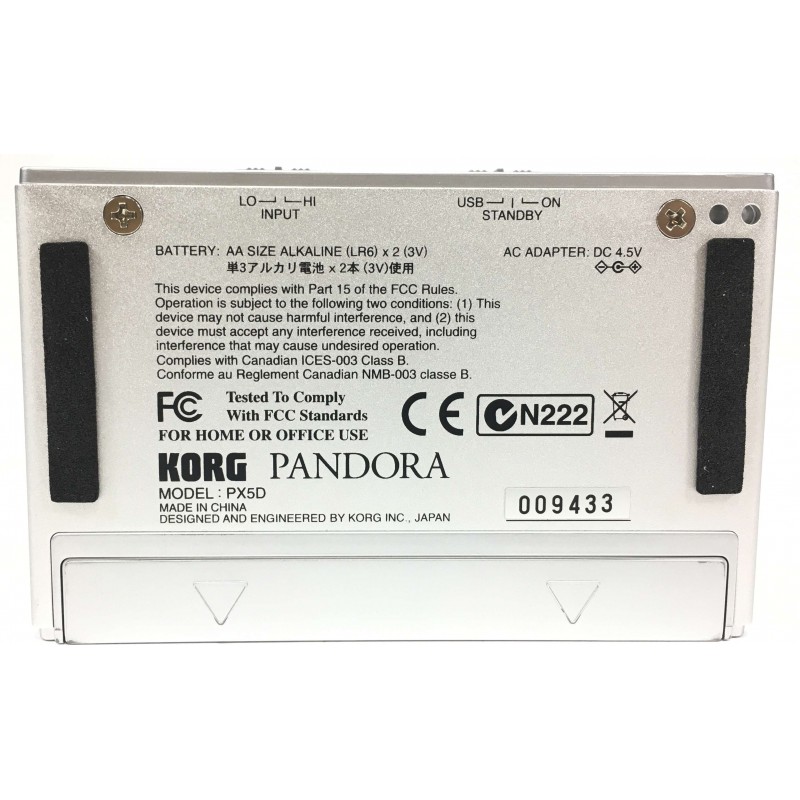 LO HI
INPUT
USB | ON
STANDBY
BATTERY: AA SIZE ALKALINE (LR6) x 2 (3V)
単3アルカリ電池 x 2本 (3V)使用
AC ADAPTER: DC 4.5V
This device complies with Part 15 of the FCC Rules.
Operation is subject to the following two conditions: (1) This
device may not cause harmful interference, and (2) this
device must accept any interference received, including
interference that may cause undesired operation.
Complies with Canadian ICES-003 Class B.
Conforme au Reglement Canadian NMB-003 classe B.
FC Tested To Comply
With FCC Standards
FOR HOME OR OFFICE USE
CE N222
KORG PANDORA
MODEL : PX5D
MADE IN CHINA
DESIGNED AND ENGINEERED BY KORG INC., JAPAN
009433